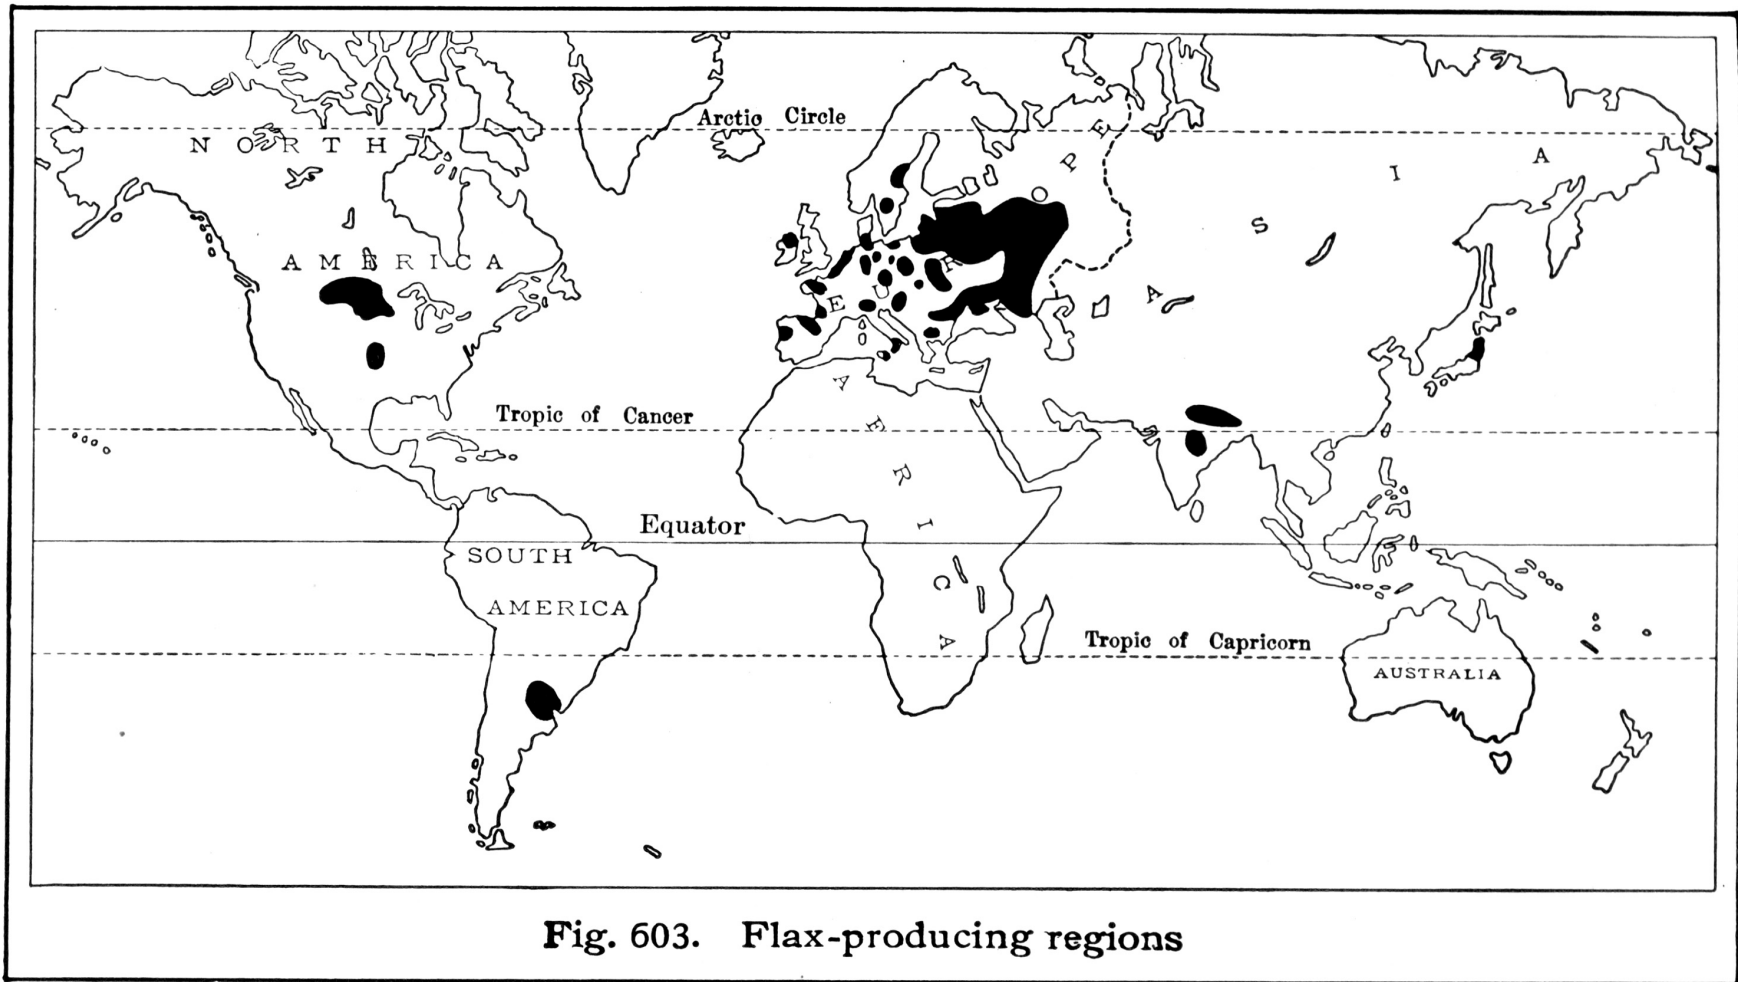 Arctic Circle
NORTH
AMERICA
EUROPE
ASIA
Tropic of Cancer
AFRICA
Equator
SOUTH
AMERICA
Tropic of Capricorn
AUSTRALIA
Fig. 603. Flax-producing regions